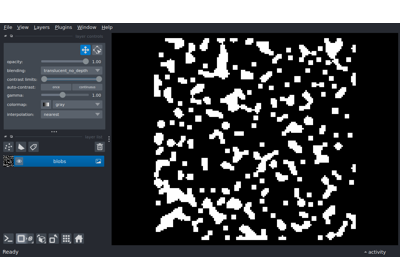 File View Layers Plugins Window Help
opacity: 1.00
blending: translucent_no_depth
contrast limits:
auto-contrast: once continuous
gamma: 1.00
colormap: gray
interpolation: nearest
blobs
Ready activity